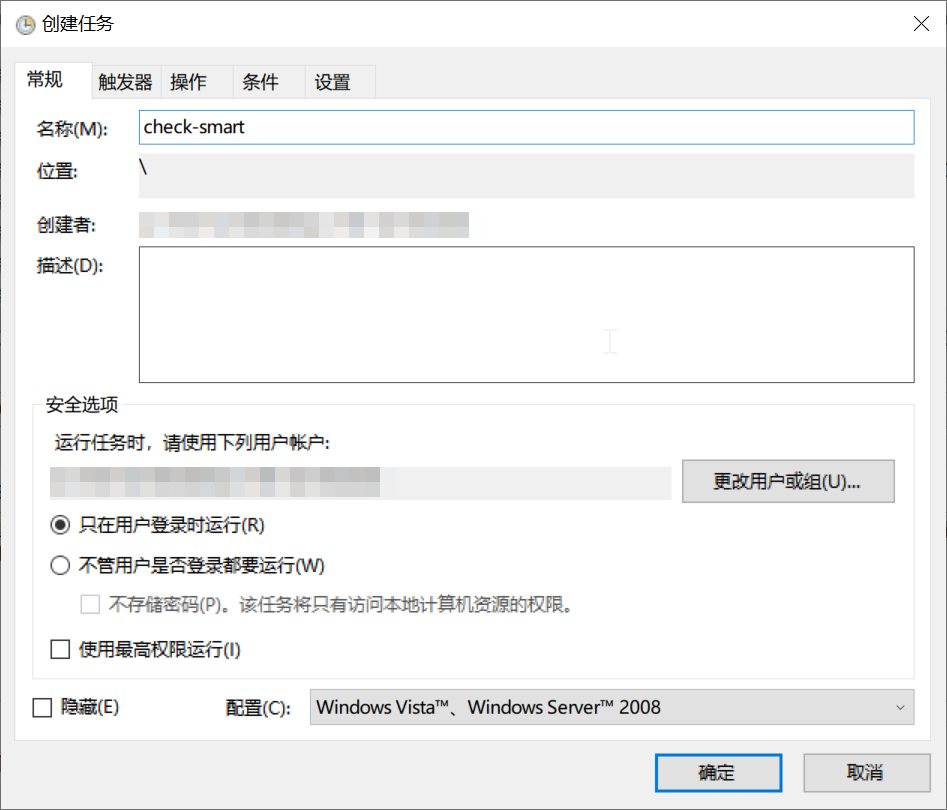 创建任务
常规 触发器 操作 条件 设置
名称(M): check-smart
位置: \
创建者:
描述(D):
安全选项
运行任务时，请使用下列用户帐户:
更改用户或组(U)...
只在用户登录时运行(R)
不管用户是否登录都要运行(W)
不存储密码(P)。该任务将只有访问本地计算机资源的权限。
使用最高权限运行(I)
隐藏(E) 配置(C): Windows Vista™、Windows Server™ 2008
确定 取消